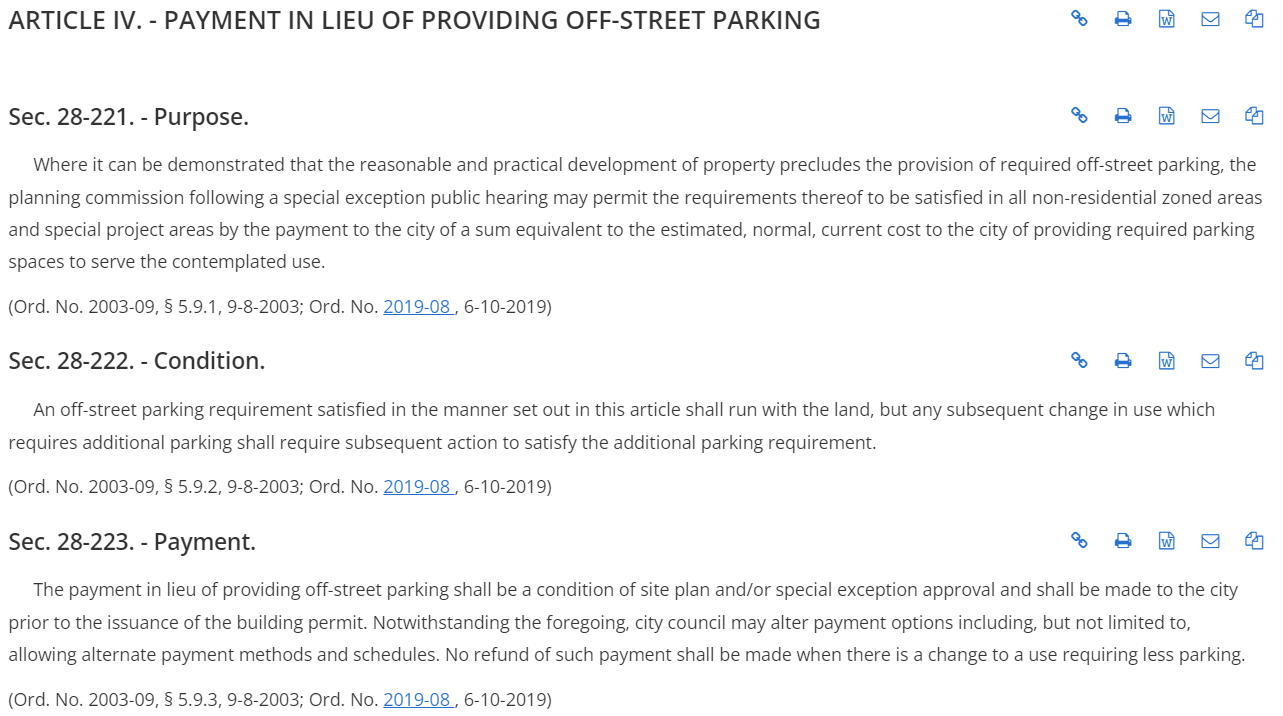 ARTICLE IV. - PAYMENT IN LIEU OF PROVIDING OFF-STREET PARKING
Sec. 28-221. - Purpose.
Where it can be demonstrated that the reasonable and practical development of property precludes the provision of required off-street parking, the
planning commission following a special exception public hearing may permit the requirements thereof to be satisfied in all non-residential zoned areas
and special project areas by the payment to the city of a sum equivalent to the estimated, normal, current cost to the city of providing required parking
spaces to serve the contemplated use.
(Ord. No. 2003-09, § 5.9.1, 9-8-2003; Ord. No. 2019-08 , 6-10-2019)
Sec. 28-222. - Condition.
An off-street parking requirement satisfied in the manner set out in this article shall run with the land, but any subsequent change in use which
requires additional parking shall require subsequent action to satisfy the additional parking requirement.
(Ord. No. 2003-09, § 5.9.2, 9-8-2003; Ord. No. 2019-08 , 6-10-2019)
Sec. 28-223. - Payment.
The payment in lieu of providing off-street parking shall be a condition of site plan and/or special exception approval and shall be made to the city
prior to the issuance of the building permit. Notwithstanding the foregoing, city council may alter payment options including, but not limited to,
allowing alternate payment methods and schedules. No refund of such payment shall be made when there is a change to a use requiring less parking.
(Ord. No. 2003-09, § 5.9.3, 9-8-2003; Ord. No. 2019-08 , 6-10-2019)